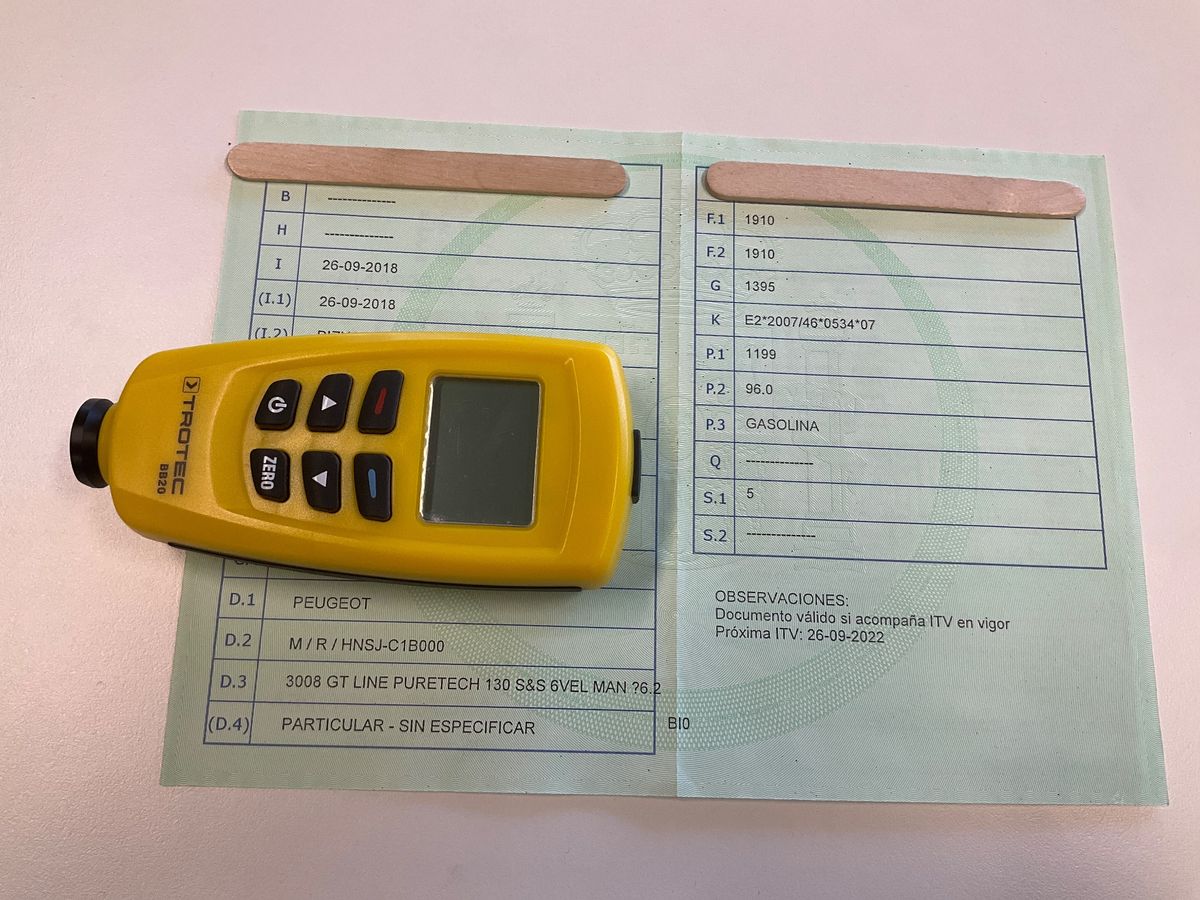 B --------------
H --------------
I 26-09-2018
(I.1) 26-09-2018
(I.2)
TROTEC
BB20
ZERO
D.1 PEUGEOT
D.2 M / R / HNSJ-C1B000
D.3 3008 GT LINE PURETECH 130 S&S 6VEL MAN ?6.2
(D.4) PARTICULAR - SIN ESPECIFICAR BI0
F.1 1910
F.2 1910
G 1395
K E2*2007/46*0534*07
P.1 1199
P.2 96.0
P.3 GASOLINA
Q --------------
S.1 5
S.2 --------------
OBSERVACIONES:
Documento válido si acompaña ITV en vigor
Próxima ITV: 26-09-2022